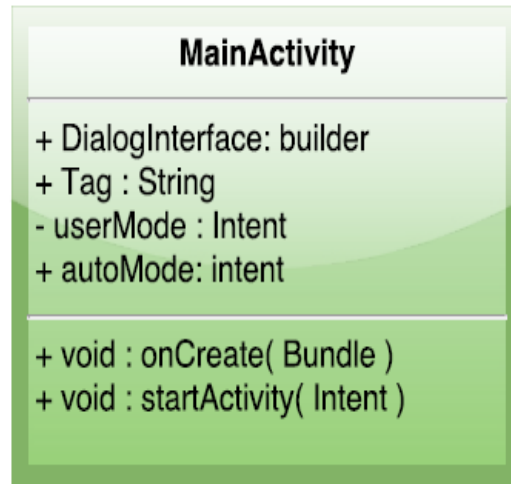 MainActivity
+ DialogInterface: builder
+ Tag : String
- userMode : Intent
+ autoMode: intent
+ void : onCreate( Bundle )
+ void : startActivity( Intent )